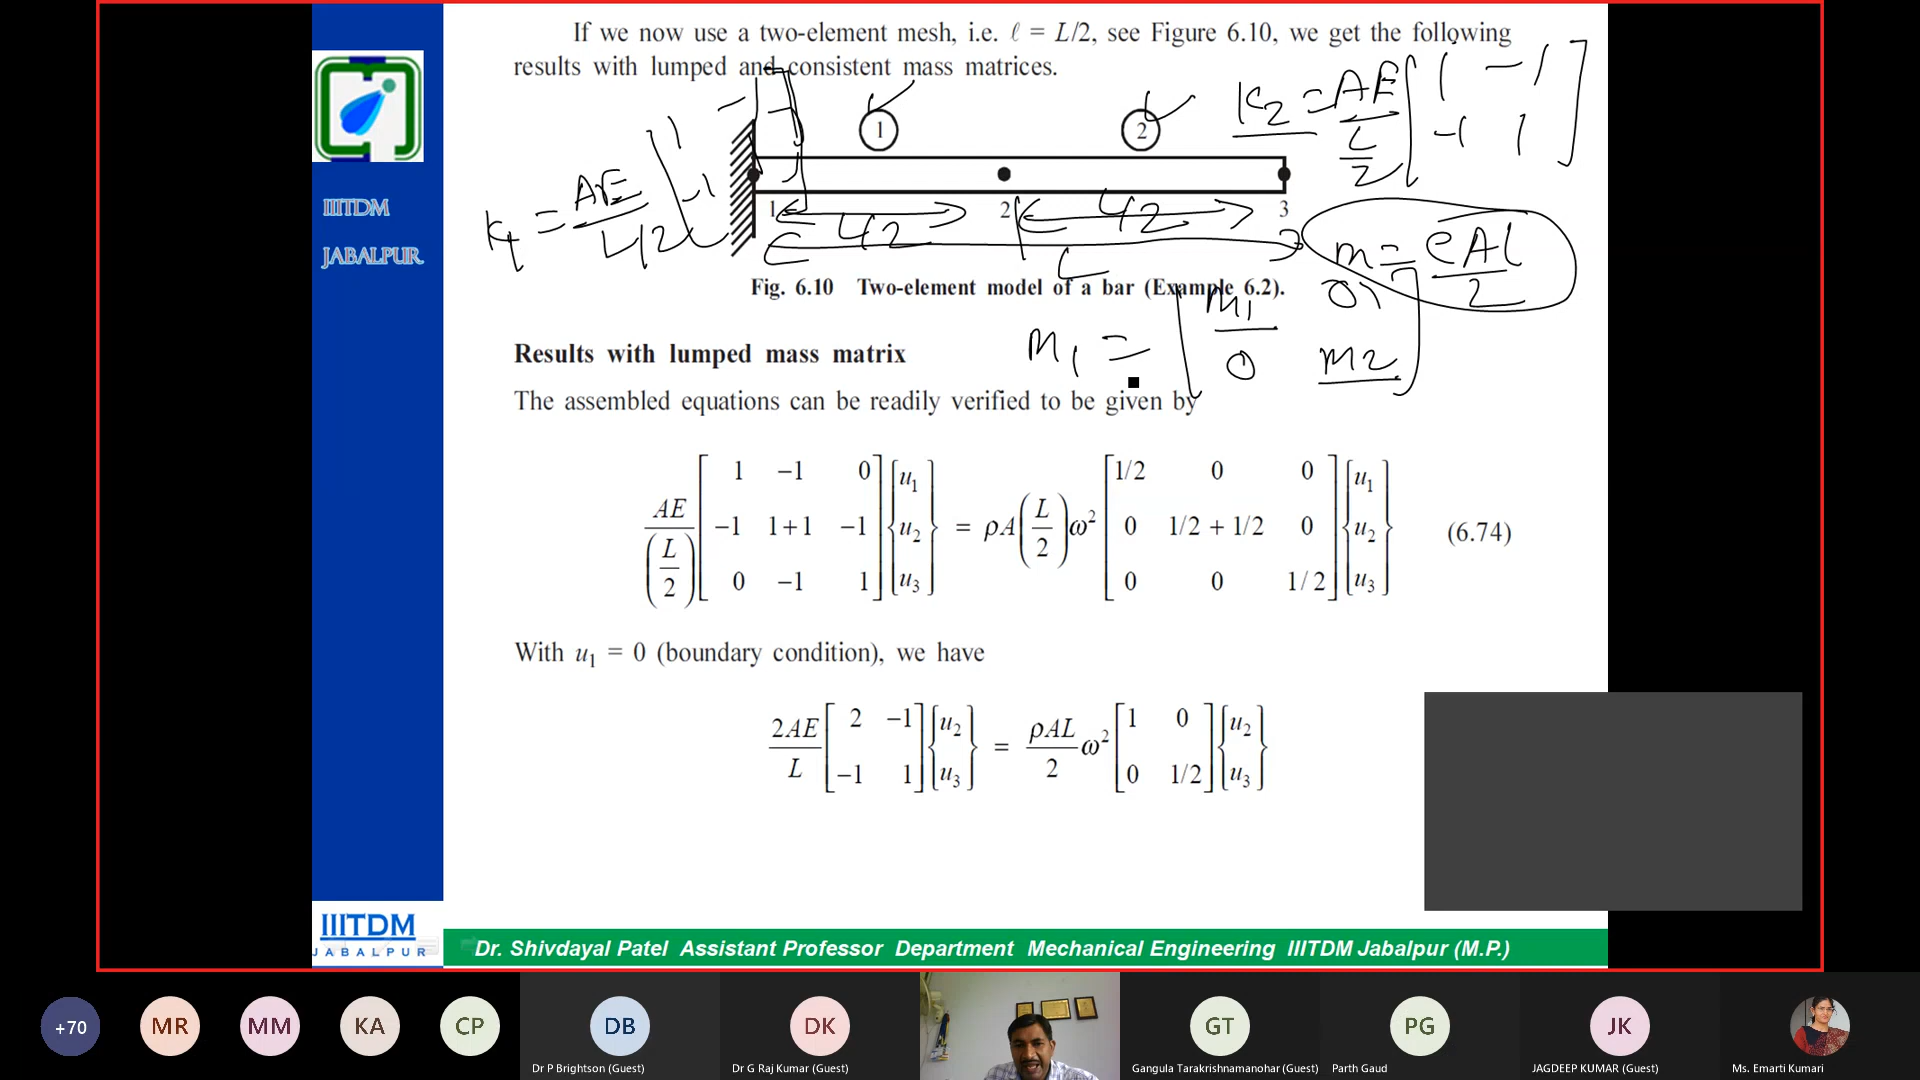 If we now use a two-element mesh, i.e. ℓ = L/2, see Figure 6.10, we get the following
results with lumped and consistent mass matrices.
1
2
K2 = AE
L
2
1 -1
-1 1
AE
L/2
1
-1
1 2 3
L/2
L/2
L
m = ρAl
2
Fig. 6.10 Two-element model of a bar (Example 6.2).
m1 =
m1 0
0 m2
Results with lumped mass matrix
The assembled equations can be readily verified to be given by
AE/(L/2) [1 −1 0; −1 1+1 −1; 0 −1 1] {u1 u2 u3} = ρA(L/2)ω² [1/2 0 0; 0 1/2 + 1/2 0; 0 0 1/2] {u1 u2 u3} (6.74)
With u1 = 0 (boundary condition), we have
2AE/L [2 −1; −1 1] {u2 u3} = ρAL/2 ω² [1 0; 0 1/2] {u2 u3}
IIITDM
JABALPUR
IIITDM
JABALPUR
Dr. Shivdayal Patel Assistant Professor Department Mechanical Engineering IIITDM Jabalpur (M.P.)
+70 MR MM KA CP DB DK GT PG JK
Dr P Brightson (Guest) Dr G Raj Kumar (Guest) Gangula Tarakrishnamanohar (Guest) Parth Gaud JAGDEEP KUMAR (Guest) Ms. Emarti Kumari